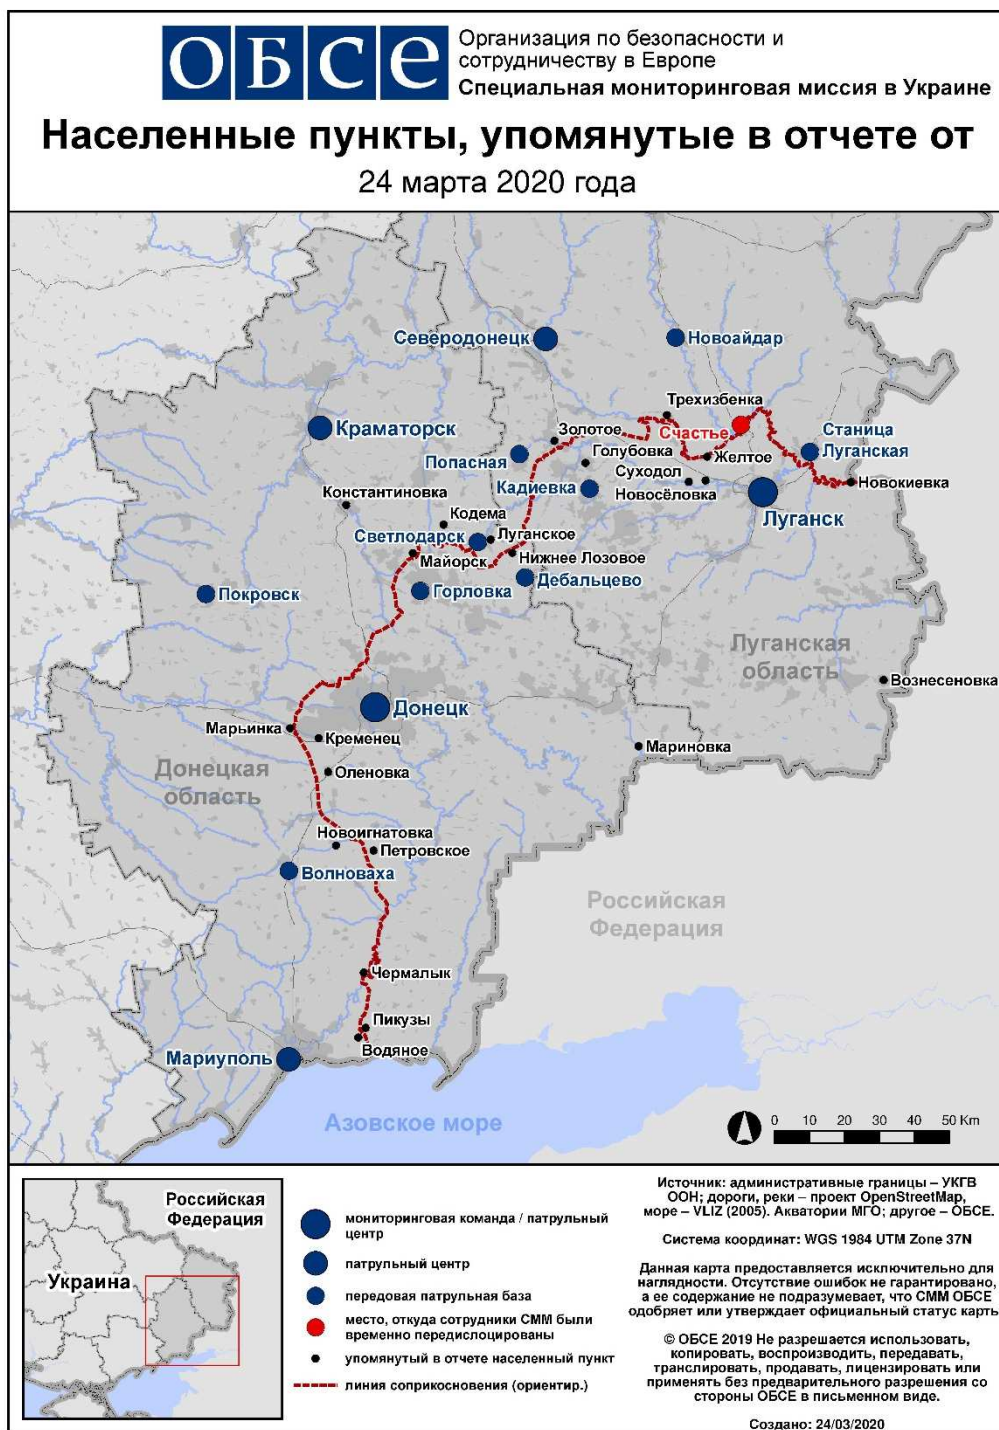 ОБСЕ
Организация по безопасности и
сотрудничеству в Европе
Специальная мониторинговая миссия в Украине
Населенные пункты, упомянутые в отчете от
24 марта 2020 года
Северодонецк
Новоайдар
Трехизбенка
Счастье
Станица
Луганская
Краматорск
Золотое
Голубовка
Желтое
Попасная
Суходол
Кадиевка
Новосёловка
Новокиевка
Константиновка
Луганск
Кодема
Светлодарск
Луганское
Майорск
Нижнее Лозовое
Дебальцево
Покровск
Горловка
Луганская
область
Вознесеновка
Донецк
Марьинка
Кременец
Мариновка
Донецкая
область
Оленовка
Новоигнатовка
Петровское
Волноваха
Российская
Федерация
Чермалык
Пикузы
Водяное
Мариуполь
Азовское море
0 10 20 30 40 50 Km
Российская
Федерация
Украина
мониторинговая команда / патрульный
центр
патрульный центр
передовая патрульная база
место, откуда сотрудники СММ были
временно передислоцированы
упомянутый в отчете населенный пункт
линия соприкосновения (ориентир.)
Источник: административные границы – УКГВ
ООН; дороги, реки – проект OpenStreetMap,
море – VLIZ (2005). Акватории МГО; другое – ОБСЕ.
Система координат: WGS 1984 UTM Zone 37N
Данная карта предоставляется исключительно для
наглядности. Отсутствие ошибок не гарантировано,
а ее содержание не подразумевает, что СММ ОБСЕ
одобряет или утверждает официальный статус карты
© ОБСЕ 2019 Не разрешается использовать,
копировать, воспроизводить, передавать,
транслировать, продавать, лицензировать или
применять без предварительного разрешения со
стороны ОБСЕ в письменном виде.
Создано: 24/03/2020